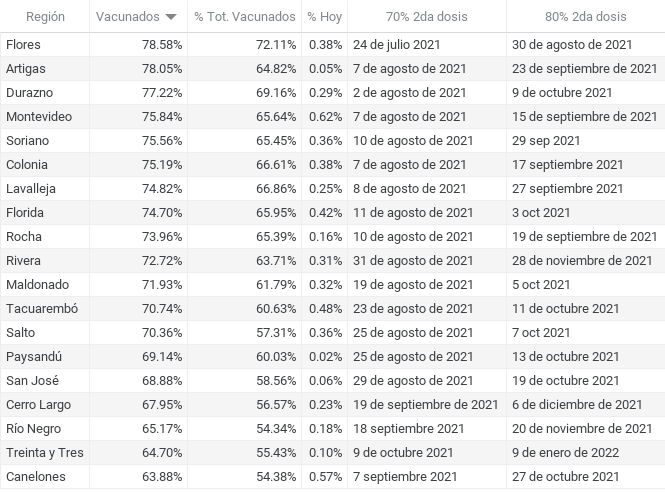 Región Vacunados % Tot. Vacunados % Hoy 70% 2da dosis 80% 2da dosis
Flores 78.58% 72.11% 0.38% 24 de julio 2021 30 de agosto de 2021
Artigas 78.05% 64.82% 0.05% 7 de agosto de 2021 23 de septiembre de 2021
Durazno 77.22% 69.16% 0.29% 2 de agosto de 2021 9 de octubre 2021
Montevideo 75.84% 65.64% 0.62% 7 de agosto de 2021 15 de septiembre de 2021
Soriano 75.56% 65.45% 0.36% 10 de agosto de 2021 29 sep 2021
Colonia 75.19% 66.61% 0.38% 7 de agosto de 2021 17 septiembre 2021
Lavalleja 74.82% 66.86% 0.25% 8 de agosto de 2021 27 septiembre 2021
Florida 74.70% 65.95% 0.42% 11 de agosto de 2021 3 oct 2021
Rocha 73.96% 65.39% 0.16% 10 de agosto de 2021 19 de septiembre de 2021
Rivera 72.72% 63.71% 0.31% 31 de agosto de 2021 28 de noviembre de 2021
Maldonado 71.93% 61.79% 0.32% 19 de agosto de 2021 5 oct 2021
Tacuarembó 70.74% 60.63% 0.48% 23 de agosto de 2021 11 de octubre 2021
Salto 70.36% 57.31% 0.36% 25 de agosto de 2021 7 oct 2021
Paysandú 69.14% 60.03% 0.02% 25 de agosto de 2021 13 de octubre 2021
San José 68.88% 58.56% 0.06% 29 de agosto de 2021 19 de octubre 2021
Cerro Largo 67.95% 56.57% 0.23% 19 de septiembre de 2021 6 de diciembre de 2021
Río Negro 65.17% 54.34% 0.18% 18 septiembre 2021 20 de noviembre de 2021
Treinta y Tres 64.70% 55.43% 0.10% 9 de octubre de 2021 9 de enero de 2022
Canelones 63.88% 54.38% 0.57% 7 septiembre 2021 27 de octubre 2021